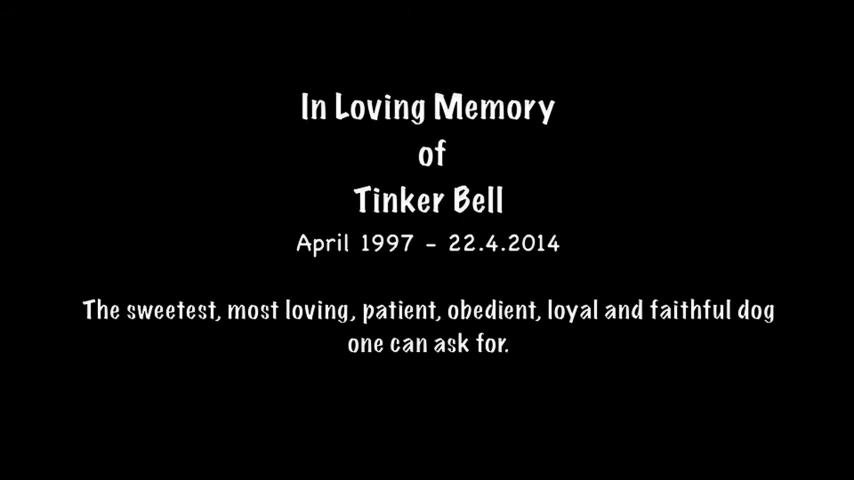 In Loving Memory
of
Tinker Bell
April 1997 - 22.4.2014
The sweetest, most loving, patient, obedient, loyal and faithful dog
one can ask for.